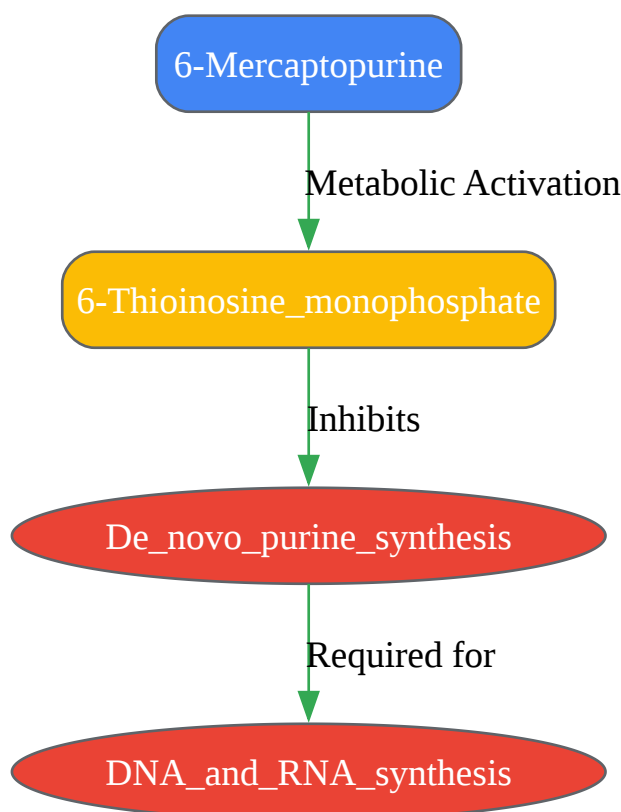 6-Mercaptopurine
Metabolic Activation
6-Thioinosine_monophosphate
Inhibits
De_novo_purine_synthesis
Required for
DNA_and_RNA_synthesis